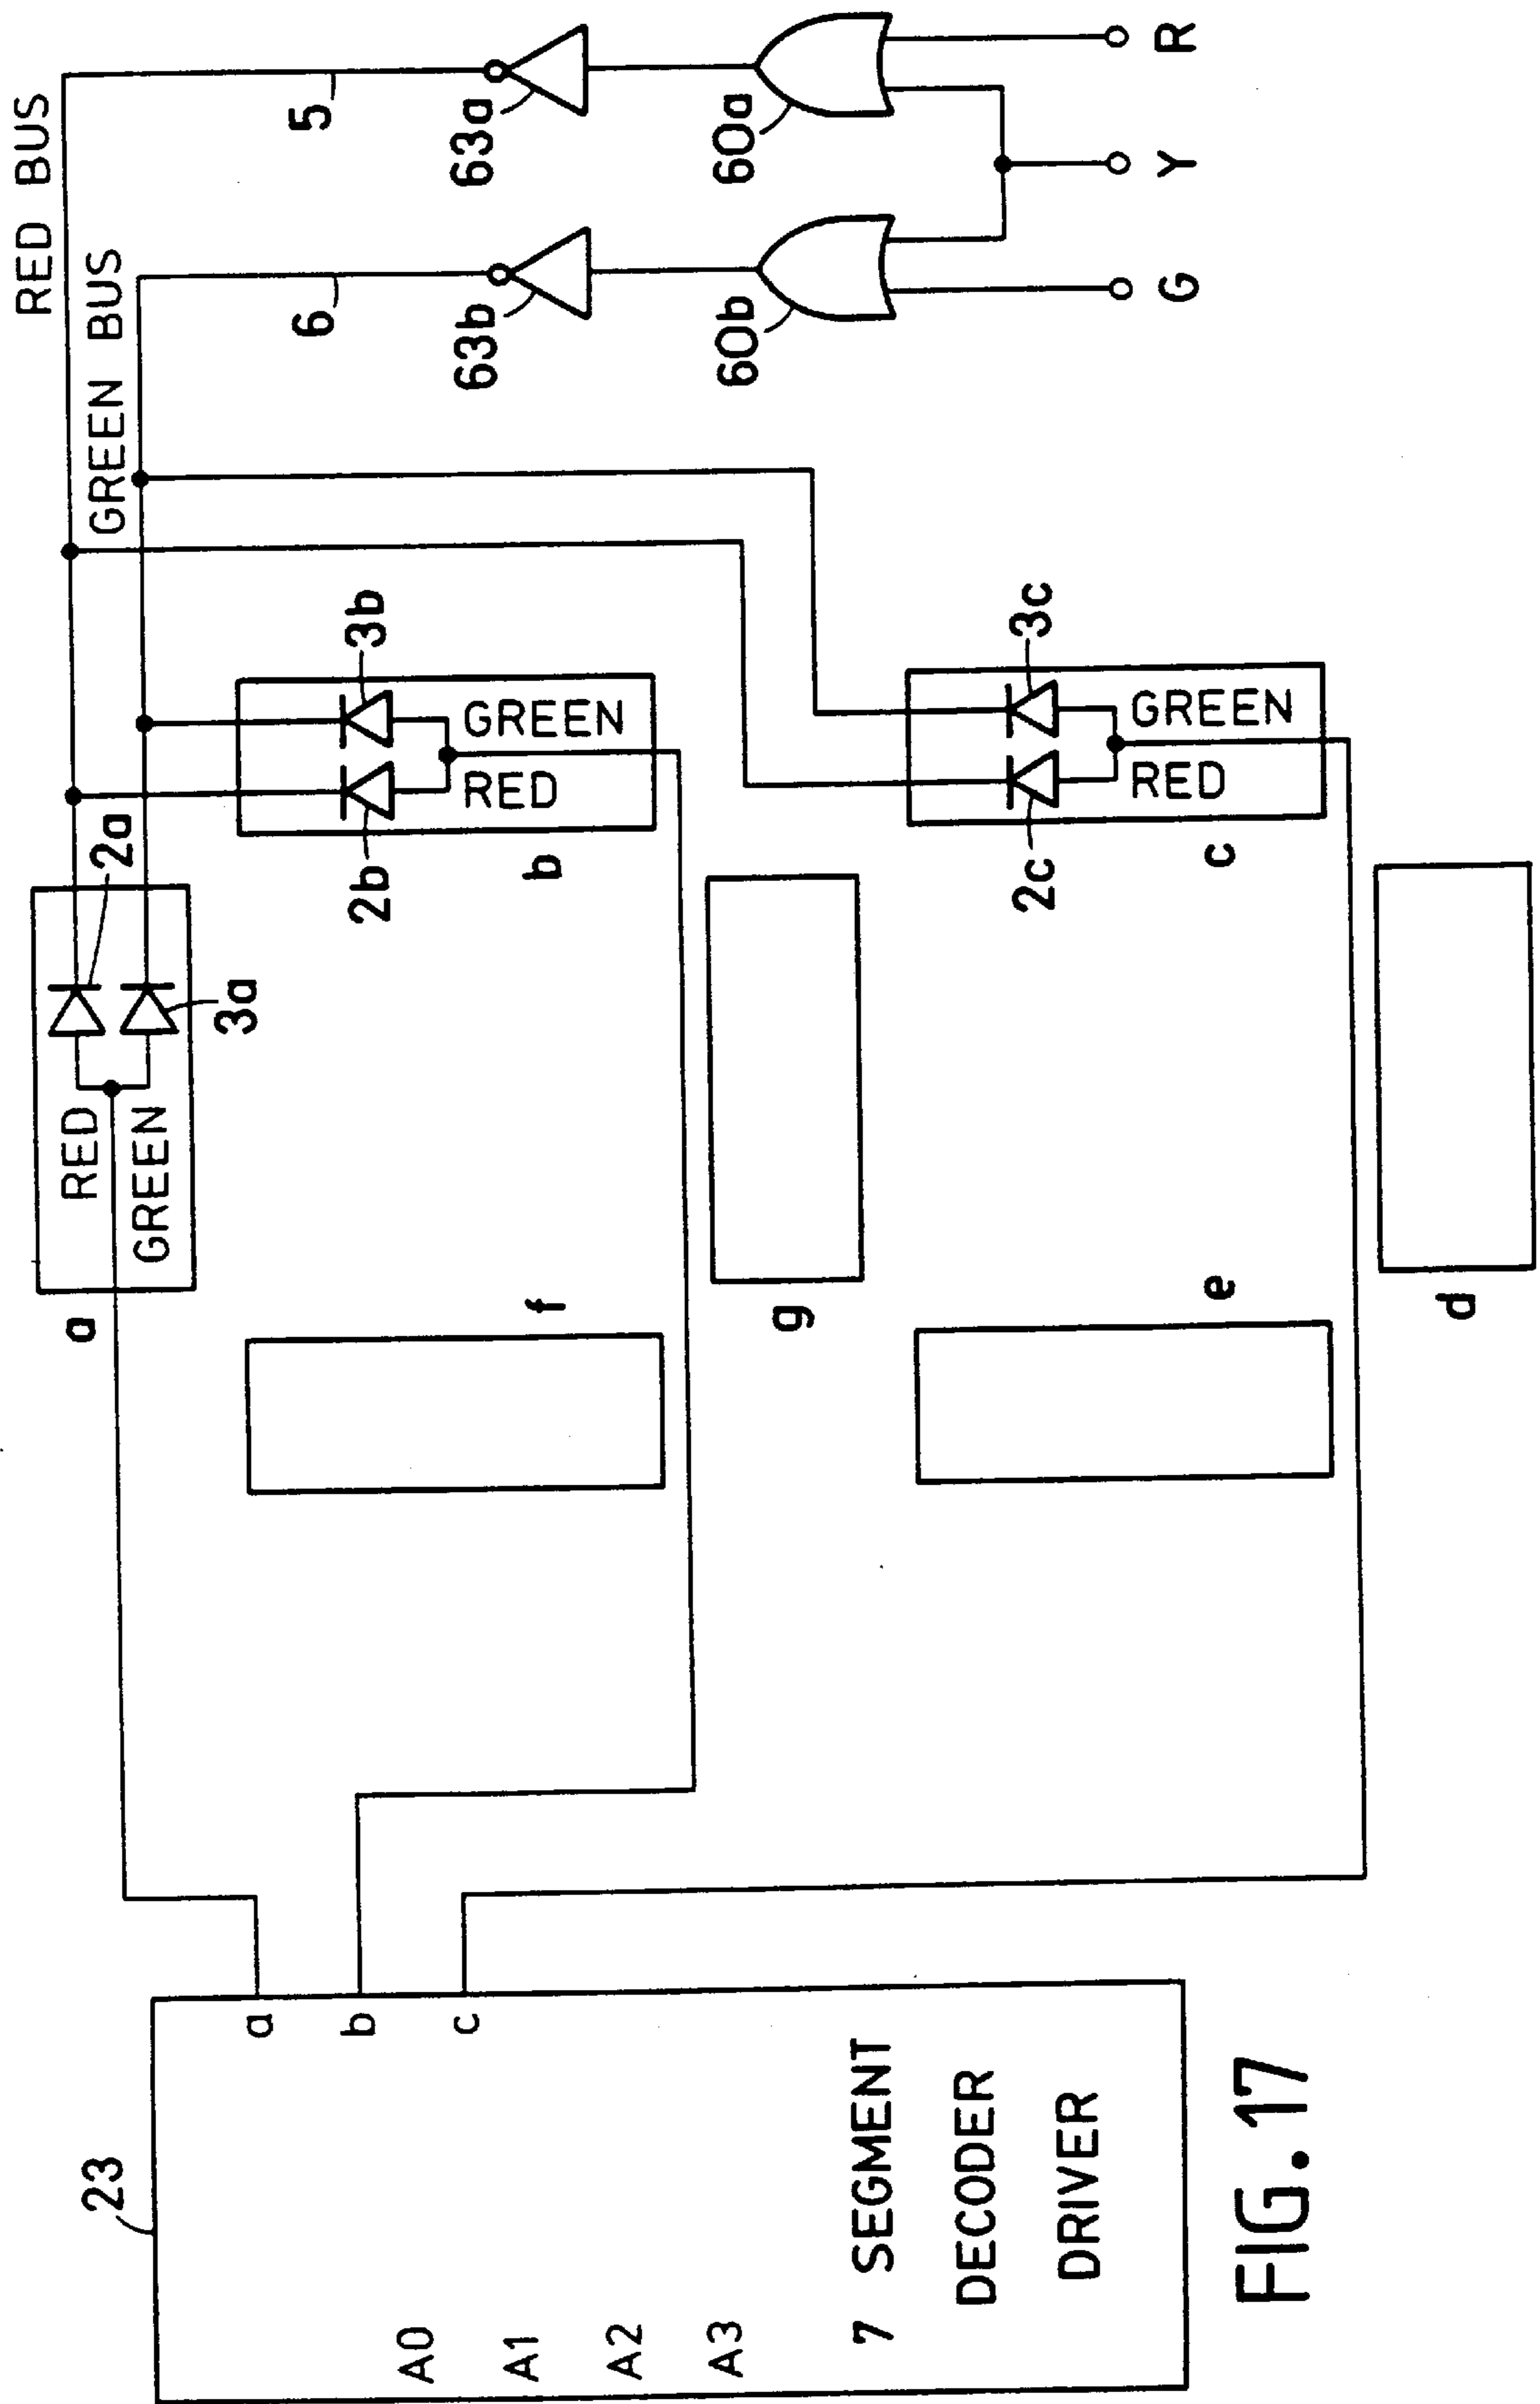 RED BUS
GREEN BUS
23
a
b
c
A0
A1
A2
A3
7 SEGMENT
DECODER
DRIVER
a
RED
GREEN
2a
3a
f
b
2b
3b
RED
GREEN
g
e
c
2c
3c
RED
GREEN
d
5
6
63a
63b
60a
60b
G
Y
R
FIG. 17